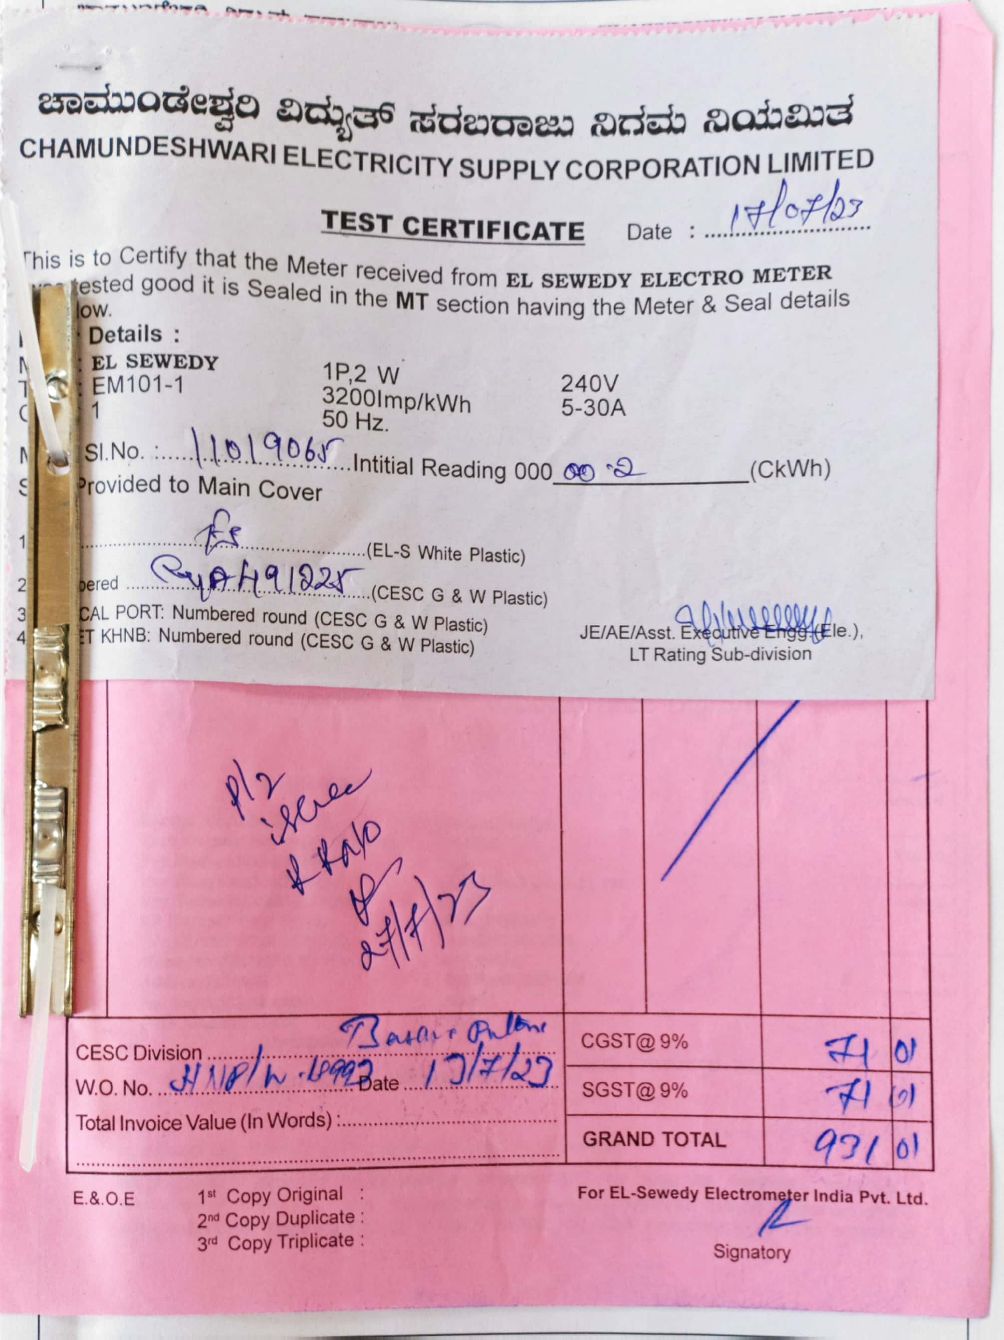 ಚಾಮುಂಡೇಶ್ವರಿ ವಿದ್ಯುತ್ ಸರಬರಾಜು ನಿಗಮ ನಿಯಮಿತ
CHAMUNDESHWARI ELECTRICITY SUPPLY CORPORATION LIMITED
TEST CERTIFICATE Date : 17/07/23
This is to Certify that the Meter received from EL SEWEDY ELECTRO METER
tested good it is Sealed in the MT section having the Meter & Seal details
low.
Details :
: EL SEWEDY 1P,2 W 240V
: EM101-1 3200Imp/kWh 5-30A
: 1 50 Hz.
Sl.No. : 11019065 Intitial Reading 000 00.2 (CkWh)
Provided to Main Cover
1 (EL-S White Plastic)
2 bered 491225 (CESC G & W Plastic)
3 CAL PORT: Numbered round (CESC G & W Plastic)
4 ET KHNB: Numbered round (CESC G & W Plastic)
JE/AE/Asst. Executive Engg.(Ele.),
LT Rating Sub-division
27/7/23
CESC Division
W.O. No. Date 17/7/23
Total Invoice Value (In Words) :
CGST@ 9% 71 01
SGST@ 9% 71 01
GRAND TOTAL 931 01
E.& O.E 1st Copy Original :
2nd Copy Duplicate :
3rd Copy Triplicate :
For EL-Sewedy Electrometer India Pvt. Ltd.
Signatory